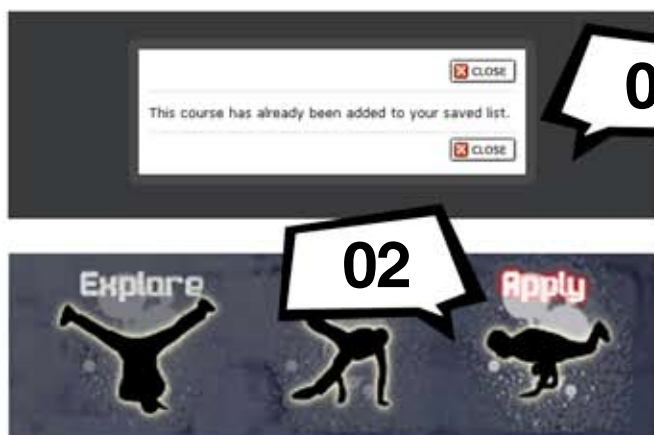 CLOSE
This course has already been added to your saved list.
CLOSE
02
Explore
Apply